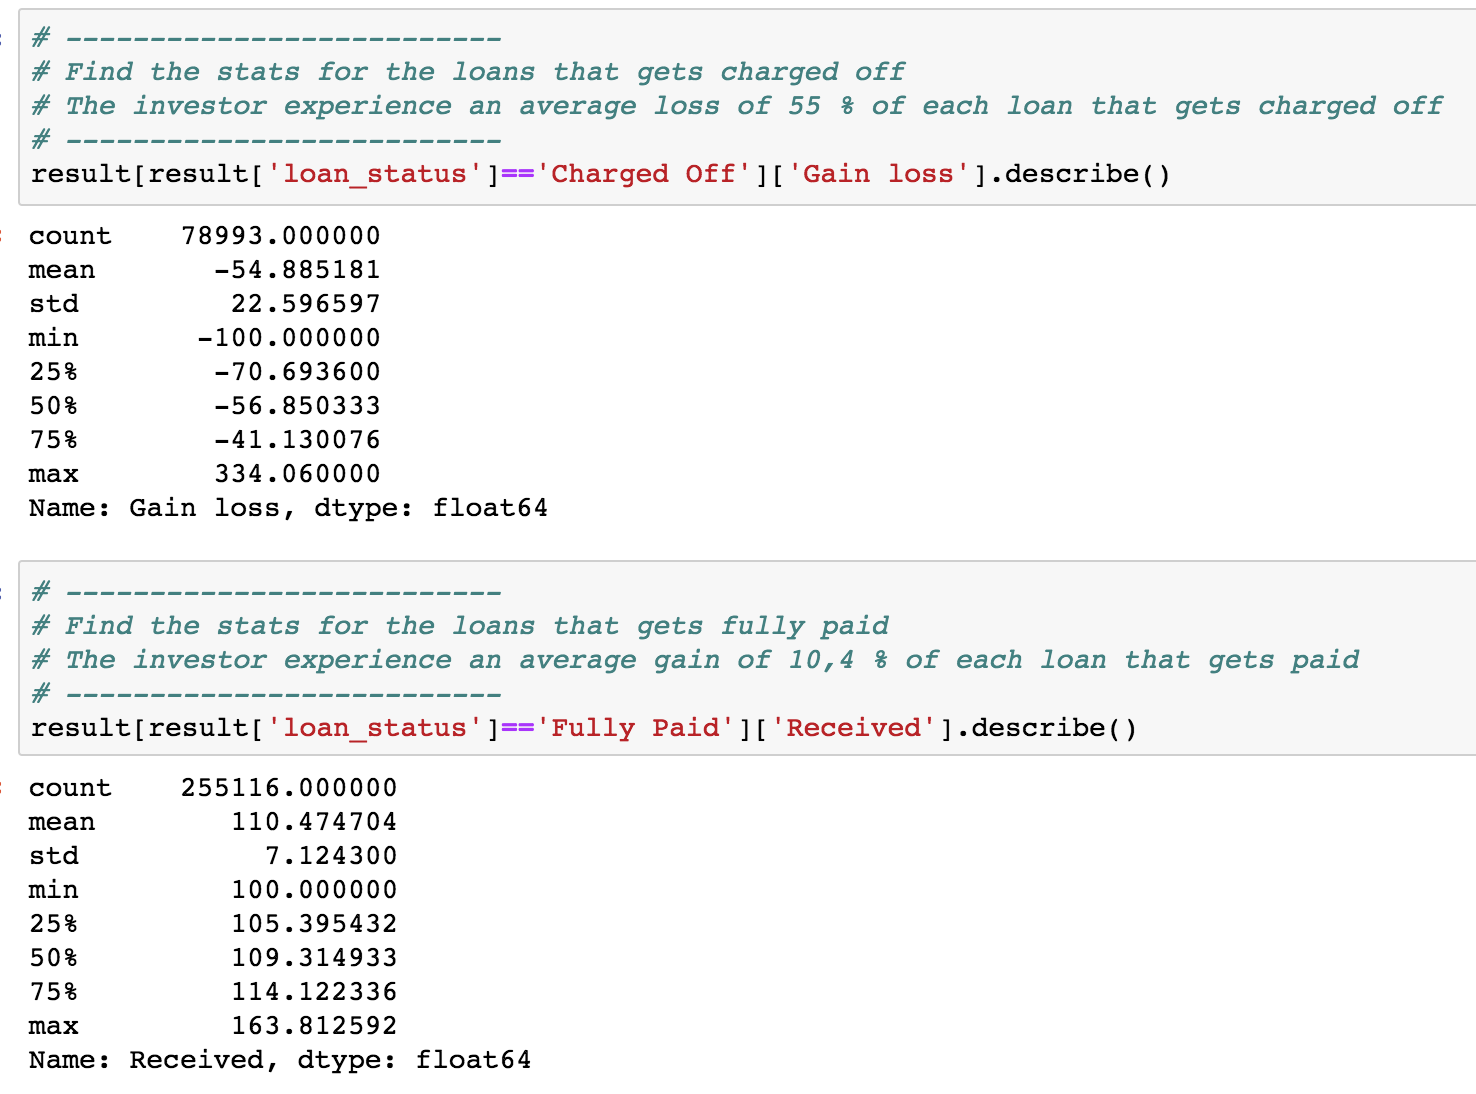 # --------------------------
# Find the stats for the loans that gets charged off
# The investor experience an average loss of 55 % of each loan that gets charged off
# --------------------------
result[result['loan_status']=='Charged Off']['Gain loss'].describe()
count    78993.000000
mean       -54.885181
std         22.596597
min       -100.000000
25%        -70.693600
50%        -56.850333
75%        -41.130076
max        334.060000
Name: Gain loss, dtype: float64
# --------------------------
# Find the stats for the loans that gets fully paid
# The investor experience an average gain of 10,4 % of each loan that gets paid
# --------------------------
result[result['loan_status']=='Fully Paid']['Received'].describe()
count    255116.000000
mean        110.474704
std           7.124300
min         100.000000
25%         105.395432
50%         109.314933
75%         114.122336
max         163.812592
Name: Received, dtype: float64